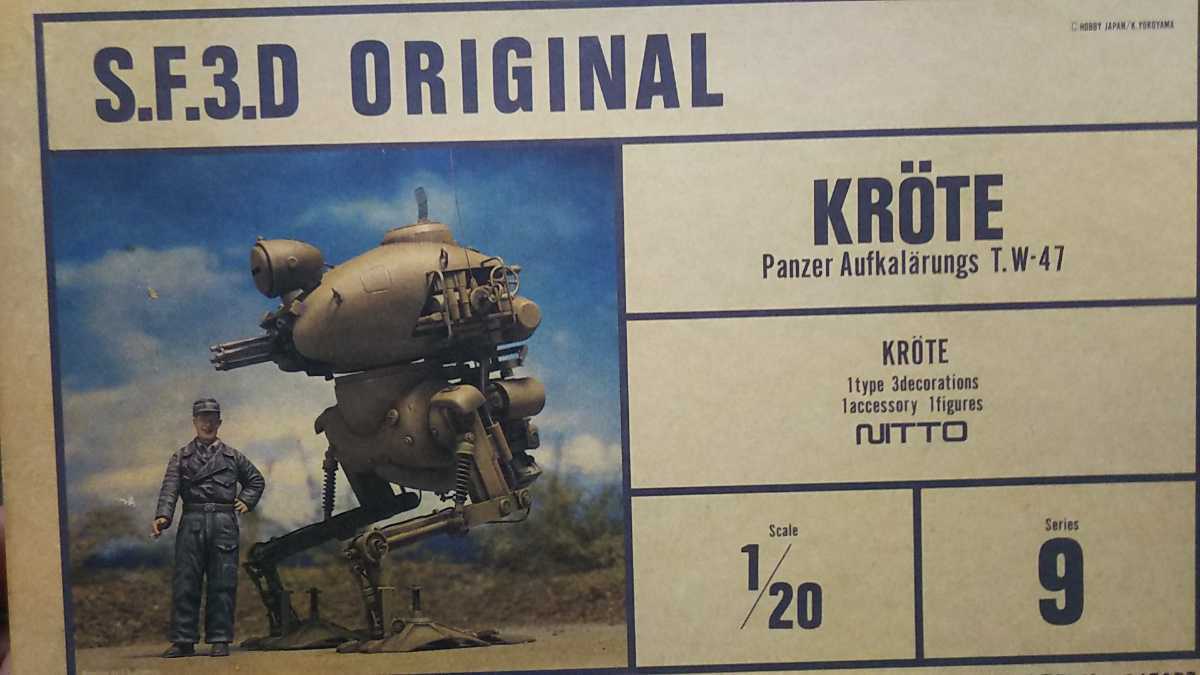 © HOBBY JAPAN/K.YOKOYAMA
S.F.3.D ORIGINAL
KRÖTE
Panzer Aufkalärungs T.W-47
KRÖTE
1type 3decorations
1accessory 1figures
NITTO
Scale
1/20
Series
9